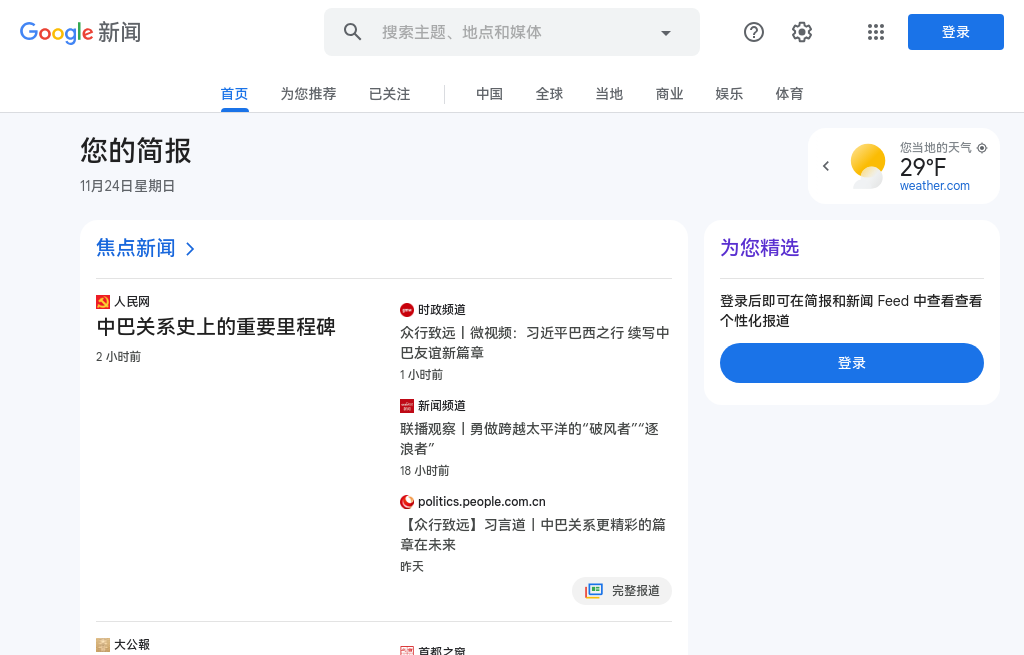 Google 新闻
搜索主题、地点和媒体
登录
首页
为您推荐
已关注
中国
全球
当地
商业
娱乐
体育
您的简报
11月24日星期日
您当地的天气
29°F
weather.com
焦点新闻
人民网
中巴关系史上的重要里程碑
2 小时前
时政频道
众行致远丨微视频：习近平巴西之行 续写中
巴友谊新篇章
1 小时前
新闻频道
联播观察丨勇做跨越太平洋的“破风者”“逐
浪者”
18 小时前
politics.people.com.cn
【众行致远】习言道丨中巴关系更精彩的篇
章在未来
昨天
完整报道
大公報
首都之窗
为您精选
登录后即可在简报和新闻 Feed 中查看查看
个性化报道
登录